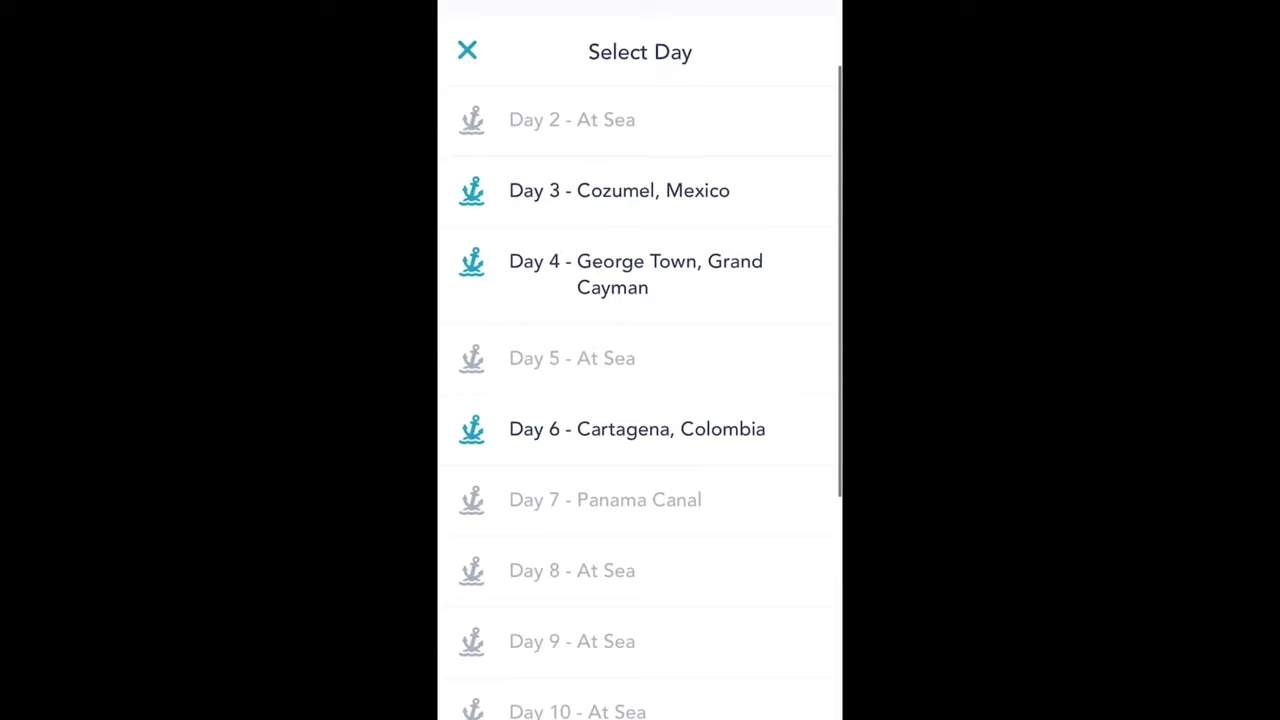 Select Day
Day 2 - At Sea
Day 3 - Cozumel, Mexico
Day 4 - George Town, Grand
Cayman
Day 5 - At Sea
Day 6 - Cartagena, Colombia
Day 7 - Panama Canal
Day 8 - At Sea
Day 9 - At Sea
Day 10 - At Sea